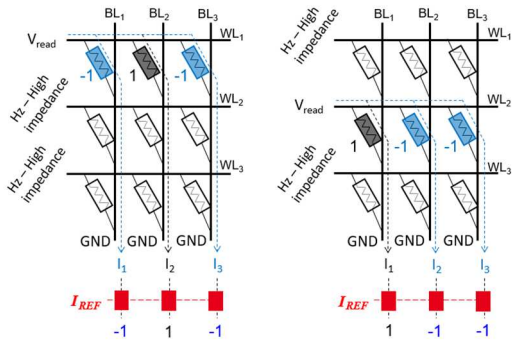 BL1 BL2 BL3
WL1
Vread
-1 1 -1
Hz – High impedance
WL2
Hz – High impedance
WL3
GND GND GND
I1 I2 I3
IREF
-1 1 -1
BL1 BL2 BL3
WL1
Hz – High impedance
WL2
Vread
1 -1 -1
Hz – High impedance
WL3
GND GND GND
I1 I2 I3
IREF
1 -1 -1